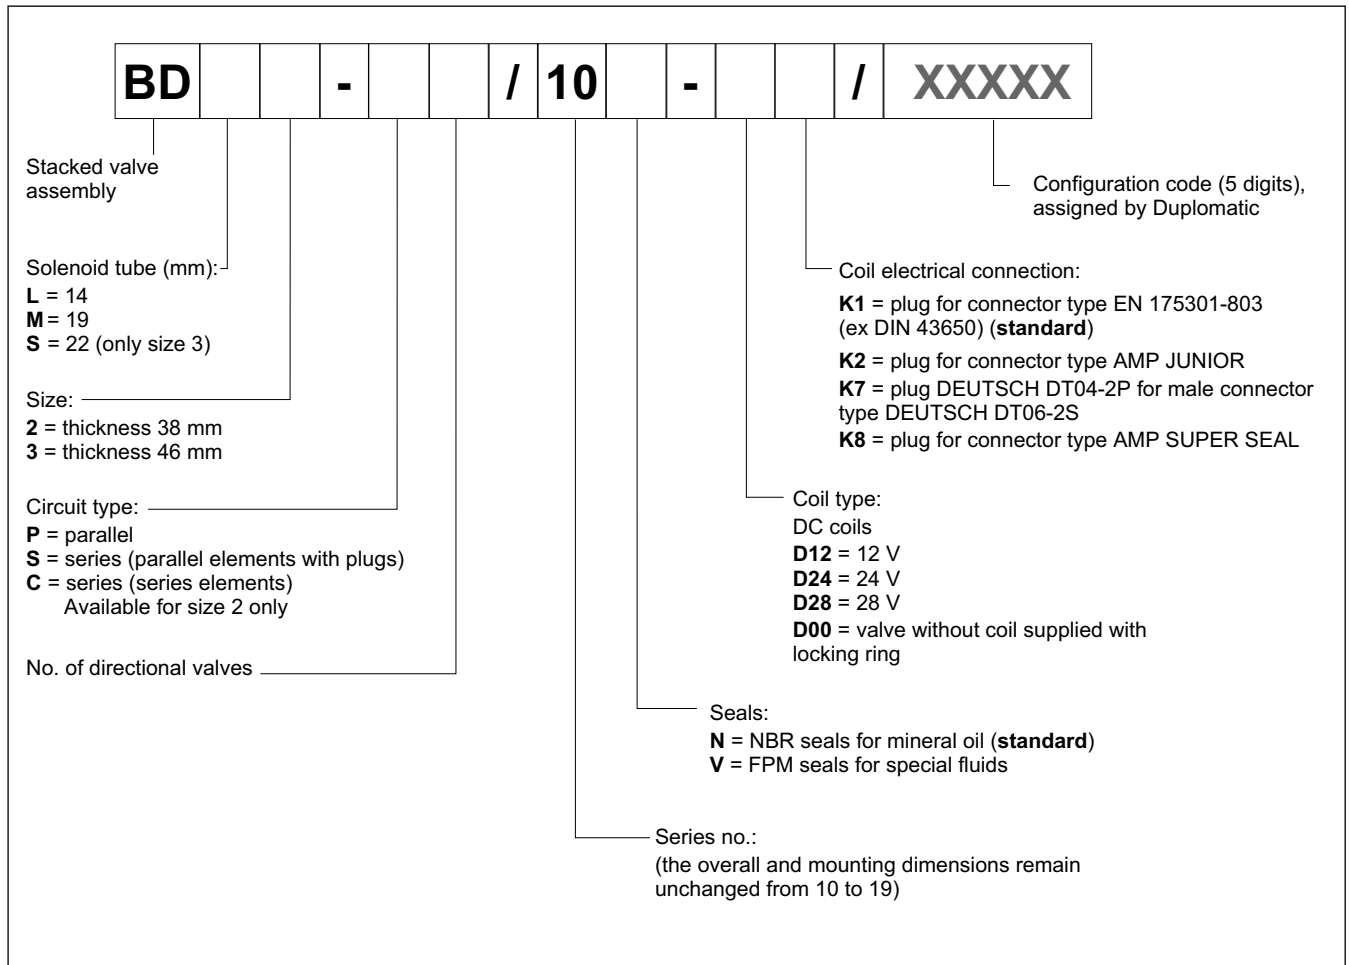 BD - / 10 - / XXXXX
Stacked valve
assembly
Solenoid tube (mm):
L = 14
M = 19
S = 22 (only size 3)
Size:
2 = thickness 38 mm
3 = thickness 46 mm
Circuit type:
P = parallel
S = series (parallel elements with plugs)
C = series (series elements)
Available for size 2 only
No. of directional valves
Configuration code (5 digits),
assigned by Duplomatic
Coil electrical connection:
K1 = plug for connector type EN 175301-803
(ex DIN 43650) (standard)
K2 = plug for connector type AMP JUNIOR
K7 = plug DEUTSCH DT04-2P for male connector
type DEUTSCH DT06-2S
K8 = plug for connector type AMP SUPER SEAL
Coil type:
DC coils
D12 = 12 V
D24 = 24 V
D28 = 28 V
D00 = valve without coil supplied with
locking ring
Seals:
N = NBR seals for mineral oil (standard)
V = FPM seals for special fluids
Series no.:
(the overall and mounting dimensions remain
unchanged from 10 to 19)